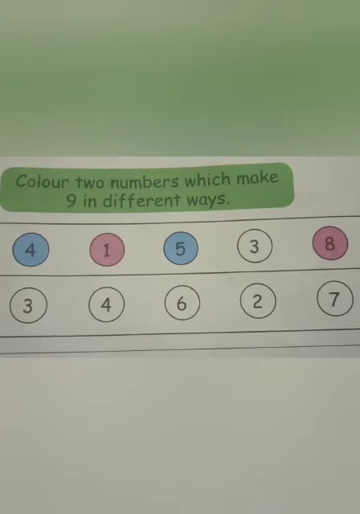 Colour two numbers which make
9 in different ways.
4 1 5 3 8
3 4 6 2 7